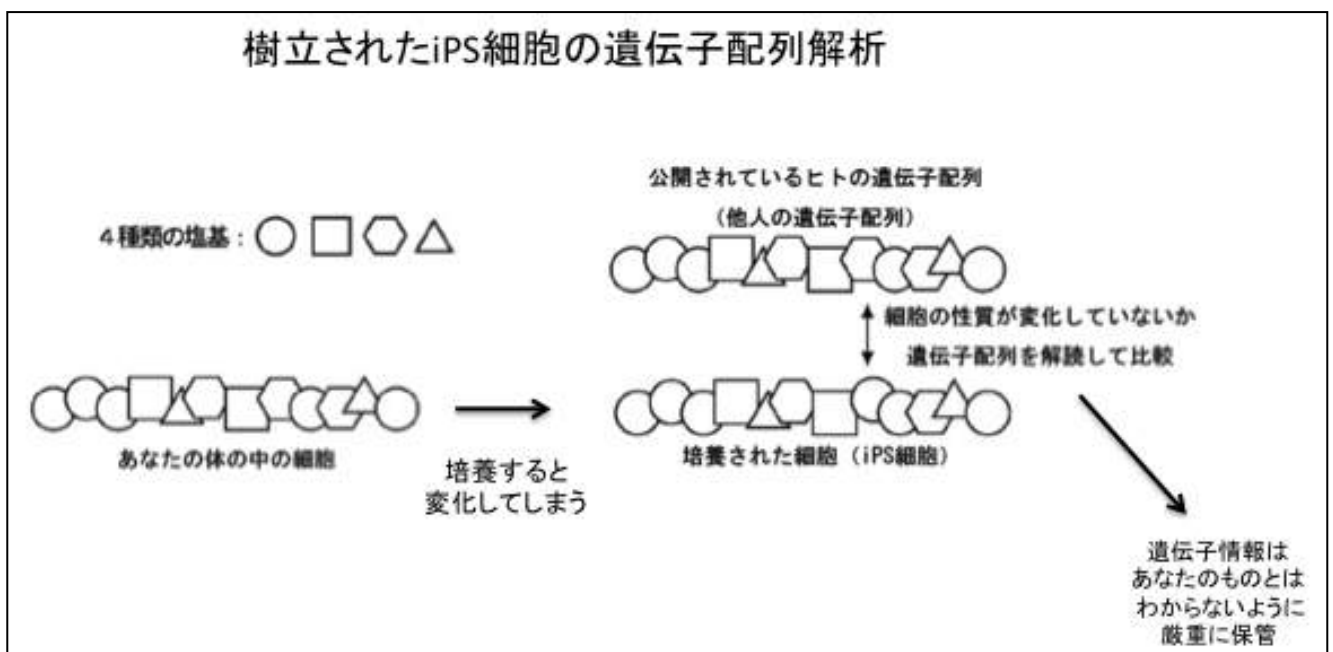 樹立されたiPS細胞の遺伝子配列解析
公開されているヒトの遺伝子配列
(他人の遺伝子配列)
4種類の塩基:
細胞の性質が変化していないか
遺伝子配列を解読して比較
あなたの体の中の細胞
培養すると
変化してしまう
培養された細胞(iPS細胞)
遺伝子情報は
あなたのものとは
わからないように
厳重に保管